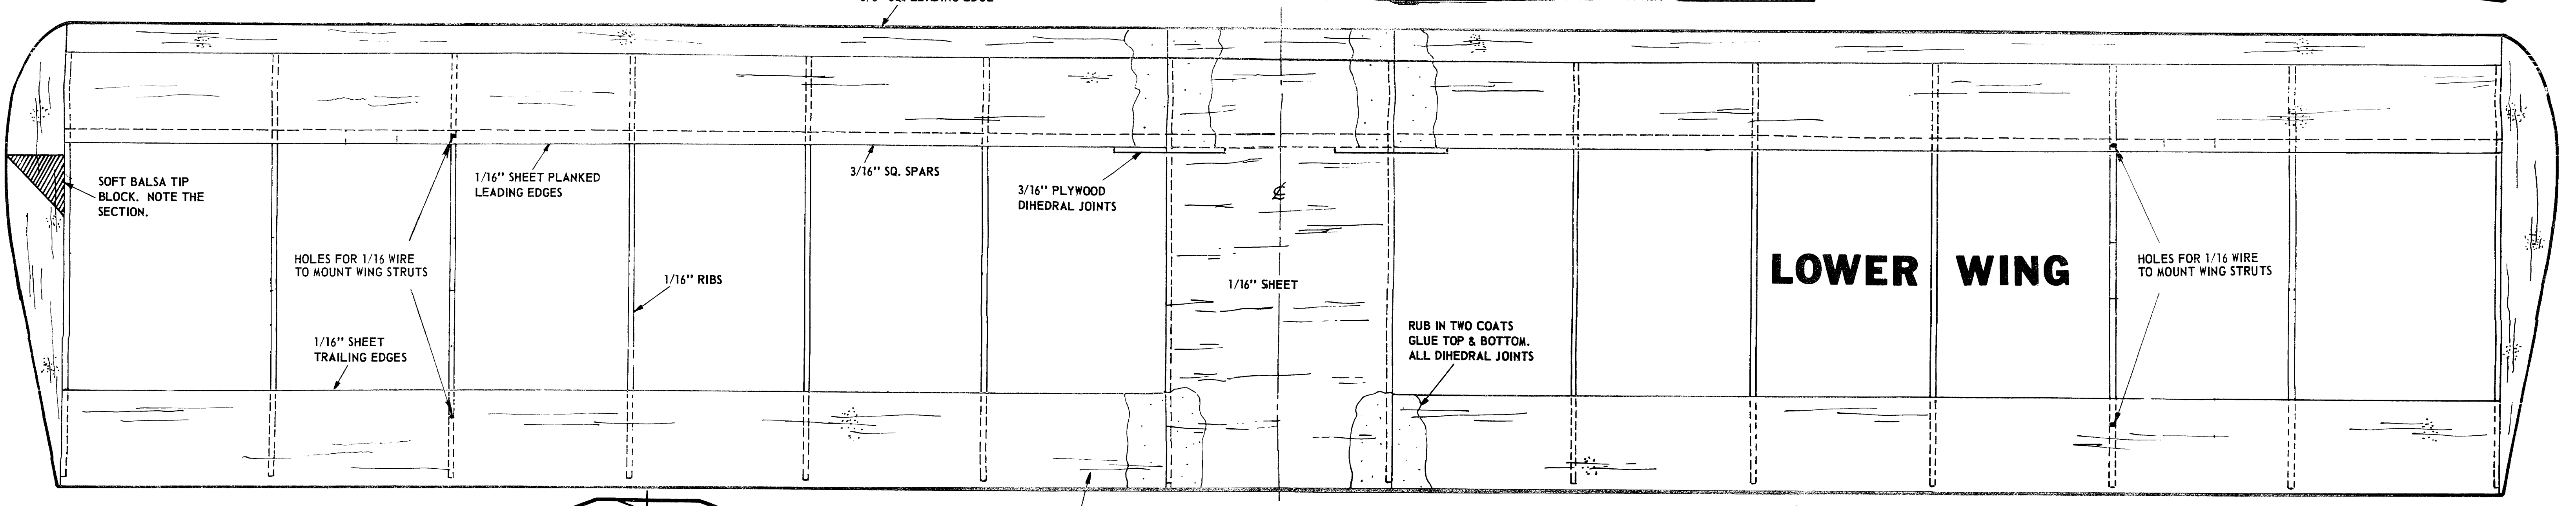 SQ. LEADING EDGE
SOFT BALSA TIP
BLOCK. NOTE THE
SECTION.
HOLES FOR 1/16 WIRE
TO MOUNT WING STRUTS
1/16" SHEET
TRAILING EDGES
1/16" SHEET PLANKED
LEADING EDGES
1/16" RIBS
3/16" SQ. SPARS
3/16" PLYWOOD
DIHEDRAL JOINTS
℄
1/16" SHEET
RUB IN TWO COATS
GLUE TOP & BOTTOM.
ALL DIHEDRAL JOINTS
LOWER WING
HOLES FOR 1/16 WIRE
TO MOUNT WING STRUTS